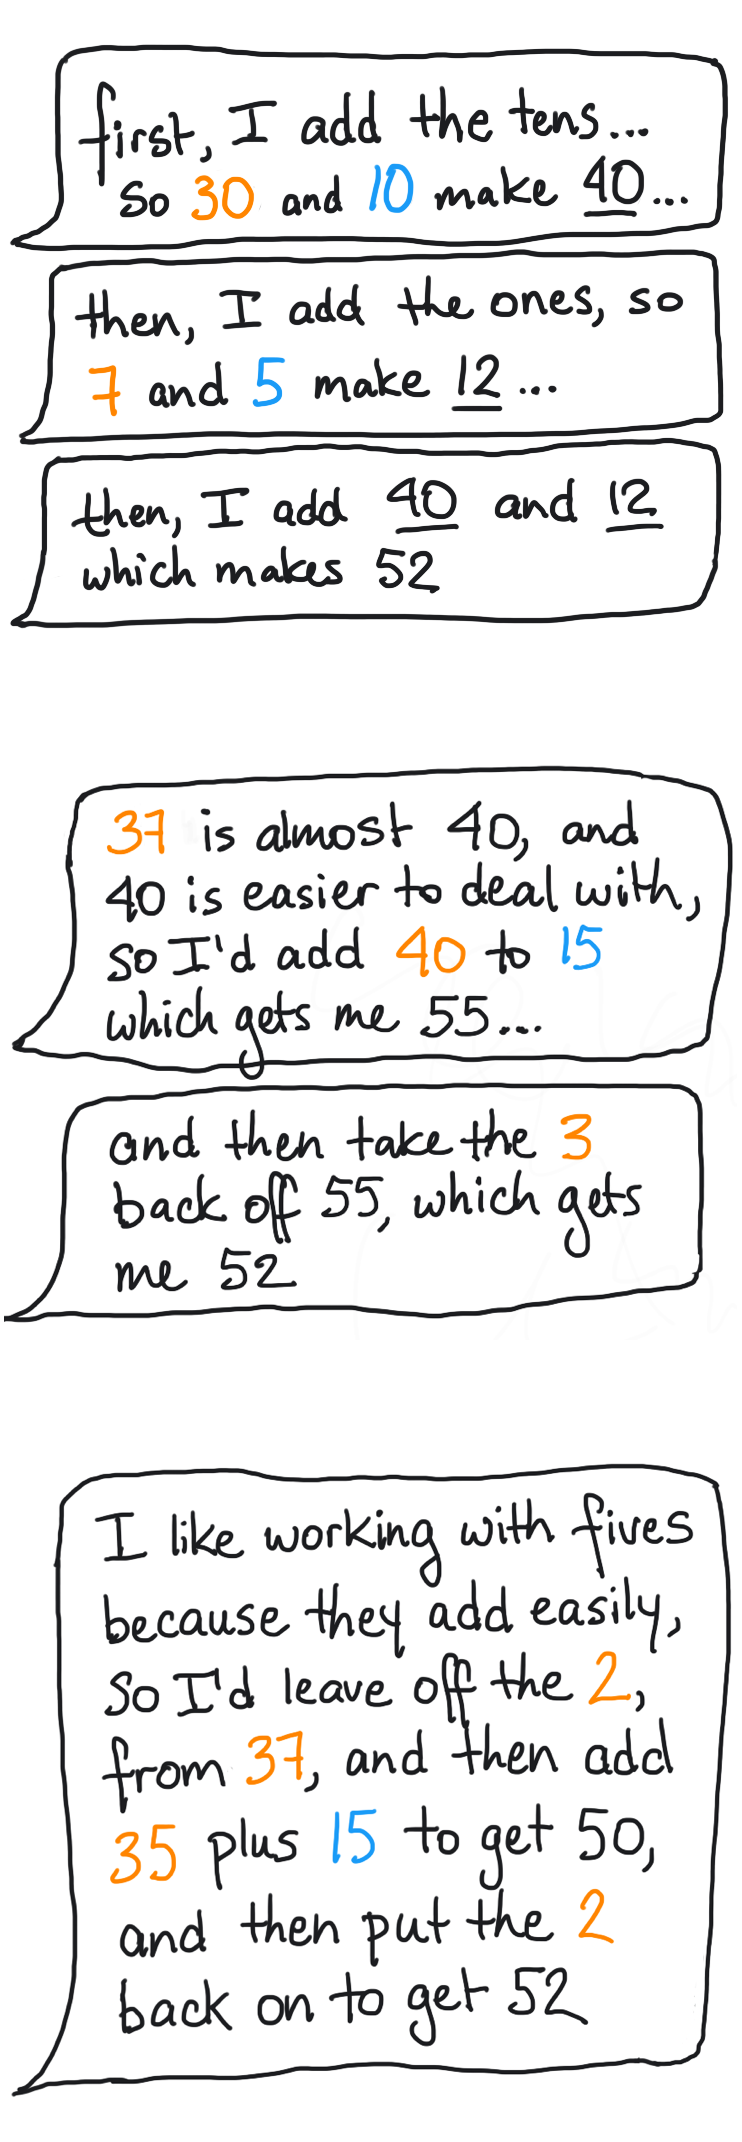 first, I add the tens...
so 30 and 10 make 40...
then, I add the ones, so
7 and 5 make 12...
then, I add 40 and 12
which makes 52
37 is almost 40, and
40 is easier to deal with,
so I'd add 40 to 15
which gets me 55...
and then take the 3
back off 55, which gets
me 52
I like working with fives
because they add easily,
so I'd leave off the 2,
from 37, and then add
35 plus 15 to get 50,
and then put the 2
back on to get 52